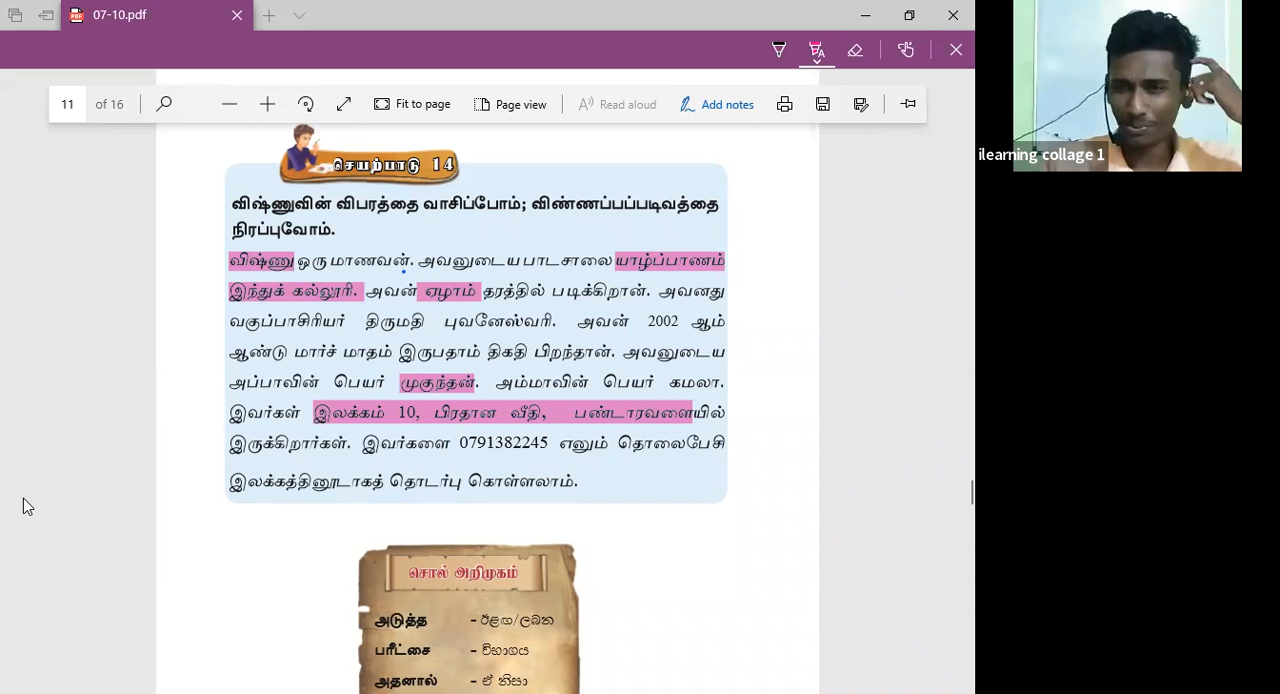 07-10.pdf
11 of 16 Fit to page Page view Read aloud Add notes
ilearning collage 1
செயற்பாடு 14
விஷ்ணுவின் விபரத்தை வாசிப்போம்; விண்ணப்பப்படிவத்தை
நிரப்புவோம்.
விஷ்ணு ஒரு மாணவன். அவனுடைய பாடசாலை யாழ்ப்பாணம்
இந்துக் கல்லூரி. அவன் ஏழாம் தரத்தில் படிக்கிறான். அவனது
வகுப்பாசிரியர் திருமதி புவனேஸ்வரி. அவன் 2002 ஆம்
ஆண்டு மார்ச் மாதம் இருபதாம் திகதி பிறந்தான். அவனுடைய
அப்பாவின் பெயர் முகுந்தன். அம்மாவின் பெயர் கமலா.
இவர்கள் இலக்கம் 10, பிரதான வீதி, பண்டாரவளையில்
இருக்கிறார்கள். இவர்களை 0791382245 எனும் தொலைபேசி
இலக்கத்தினூடாகத் தொடர்பு கொள்ளலாம்.
சொல் அறிமுகம்
அடுத்த - ඊළඟ/ලබන
பரீட்சை - විභාගය
அதனால் - ඒ නිසා